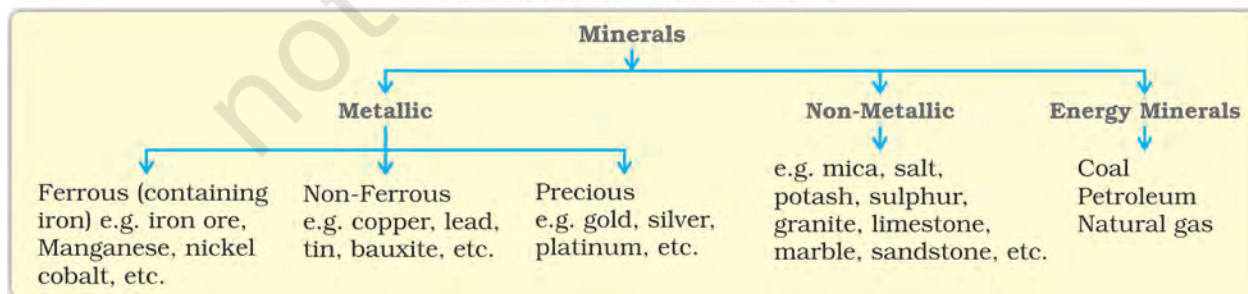 Minerals
Metallic
Non-Metallic
Energy Minerals
Ferrous (containing
iron) e.g. iron ore,
Manganese, nickel
cobalt, etc.
Non-Ferrous
e.g. copper, lead,
tin, bauxite, etc.
Precious
e.g. gold, silver,
platinum, etc.
e.g. mica, salt,
potash, sulphur,
granite, limestone,
marble, sandstone, etc.
Coal
Petroleum
Natural gas
not